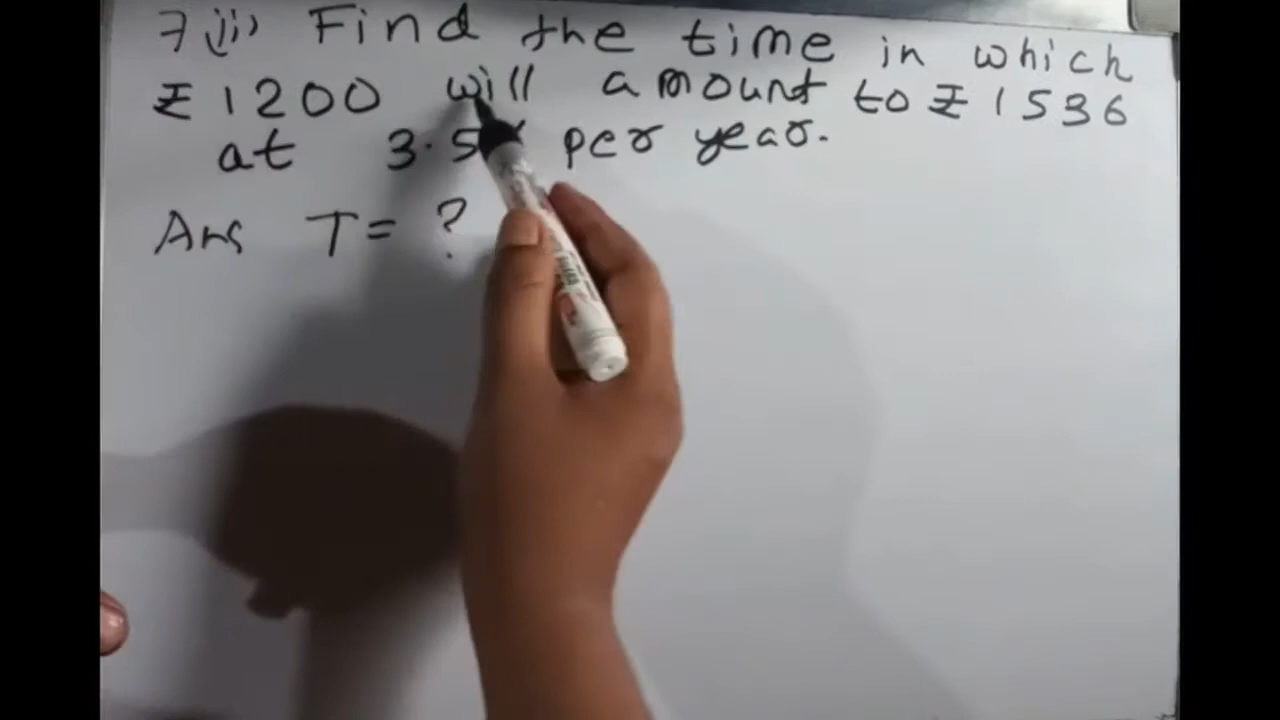 7 (ii) Find the time in which
₹ 1200 will amount to ₹ 1536
at 3.5% per year.
Ans T = ?